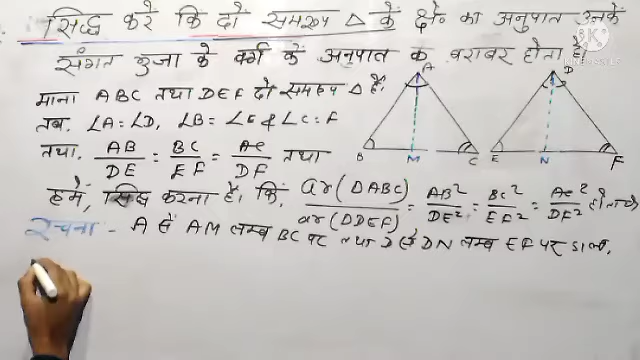 सिद्ध करें कि दो समरूप △ के क्षे० का अनुपात उनके
संगत भुजा के वर्ग के अनुपात के बराबर होता है।
माना ABC तथा DEF दो समरूप △ हैं.
तब. ∠A = ∠D, ∠B = ∠E & ∠C = F
तथा. AB/DE = BC/EF = AC/DF तथा
हमें, सिद्ध करना है। कि. ar(DABC)/ar(DDEF) = AB²/DE² = BC²/EF² = AC²/DF²
रचना - A से AM लम्ब BC पर तथा D से DN लम्ब EF पर
A
B
M
C
D
E
N
F
K